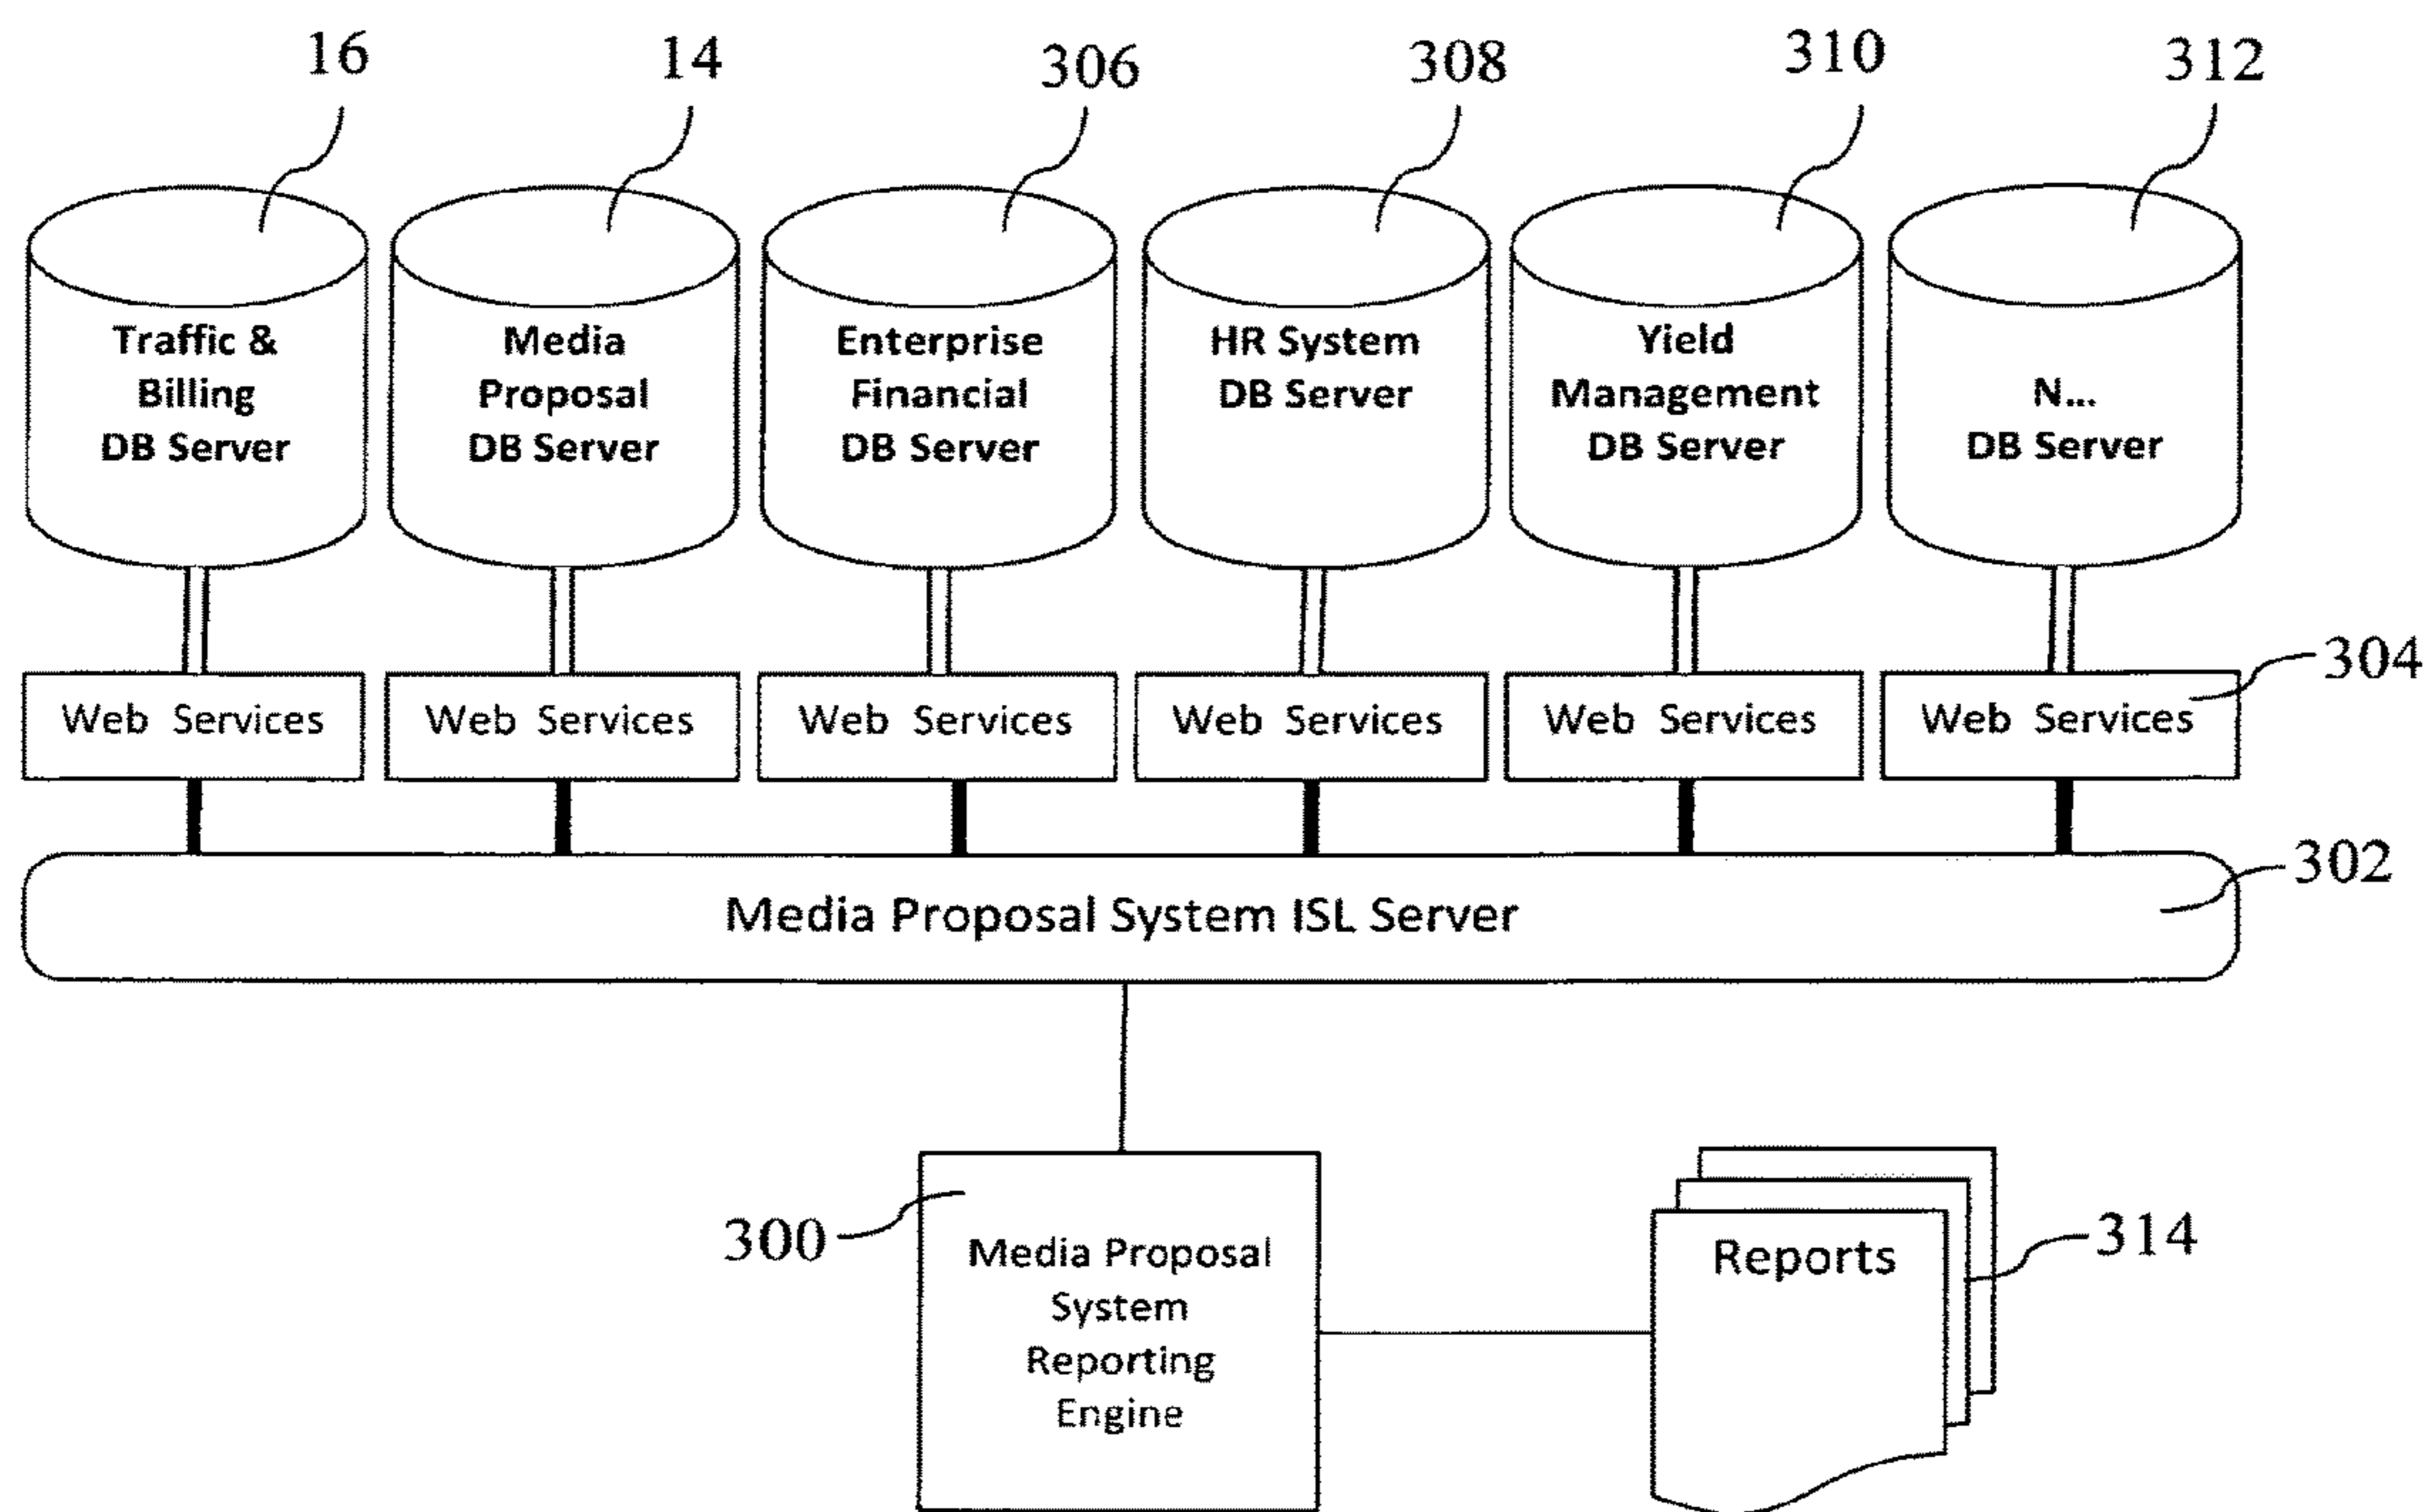 16 14 306 308 310 312
Traffic &
Billing
DB Server
Media
Proposal
DB Server
Enterprise
Financial
DB Server
HR System
DB Server
Yield
Management
DB Server
N...
DB Server
304
Web Services Web Services Web Services Web Services Web Services Web Services
302
Media Proposal System ISL Server
300
Media Proposal
System
Reporting
Engine
Reports
314